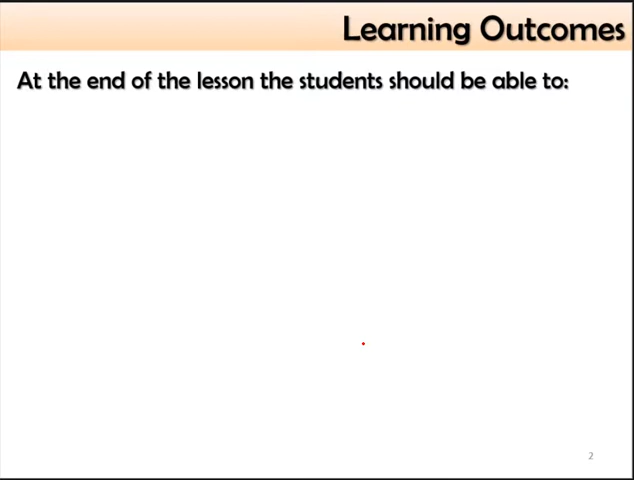 Learning Outcomes
At the end of the lesson the students should be able to:
2